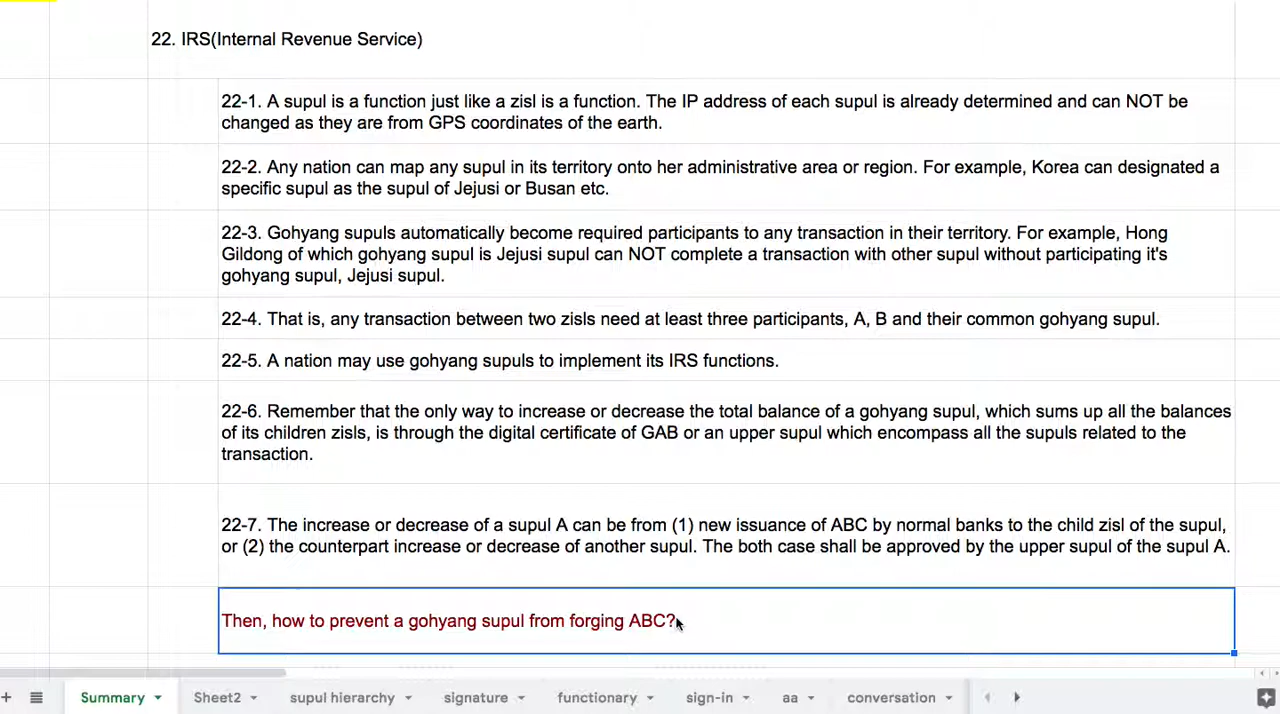 22. IRS(Internal Revenue Service)
22-1. A supul is a function just like a zisl is a function. The IP address of each supul is already determined and can NOT be
changed as they are from GPS coordinates of the earth.
22-2. Any nation can map any supul in its territory onto her administrative area or region. For example, Korea can designated a
specific supul as the supul of Jejusi or Busan etc.
22-3. Gohyang supuls automatically become required participants to any transaction in their territory. For example, Hong
Gildong of which gohyang supul is Jejusi supul can NOT complete a transaction with other supul without participating it's
gohyang supul, Jejusi supul.
22-4. That is, any transaction between two zisls need at least three participants, A, B and their common gohyang supul.
22-5. A nation may use gohyang supuls to implement its IRS functions.
22-6. Remember that the only way to increase or decrease the total balance of a gohyang supul, which sums up all the balances
of its children zisls, is through the digital certificate of GAB or an upper supul which encompass all the supuls related to the
transaction.
22-7. The increase or decrease of a supul A can be from (1) new issuance of ABC by normal banks to the child zisl of the supul,
or (2) the counterpart increase or decrease of another supul. The both case shall be approved by the upper supul of the supul A.
Then, how to prevent a gohyang supul from forging ABC?
Summary Sheet2 supul hierarchy signature functionary sign-in aa conversation